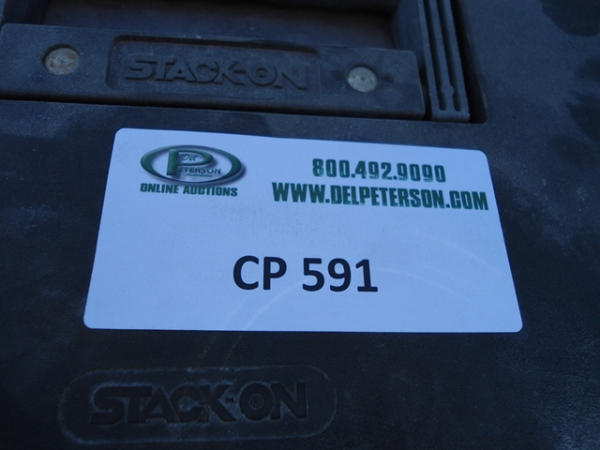 STACK-ON
Del
PETERSON
ONLINE AUCTIONS
800.492.9090
WWW.DELPETERSON.COM
CP 591
STACK-ON